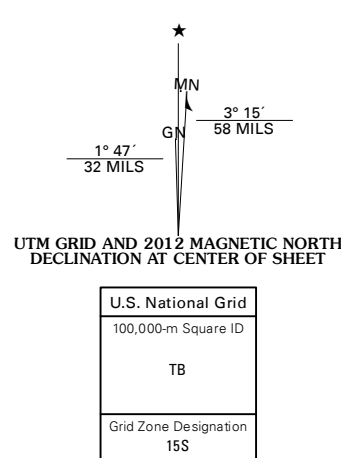 ★
MN
GN
3° 15´
58 MILS
1° 47´
32 MILS
UTM GRID AND 2012 MAGNETIC NORTH
DECLINATION AT CENTER OF SHEET
U.S. National Grid
100,000-m Square ID
TB
Grid Zone Designation
15S